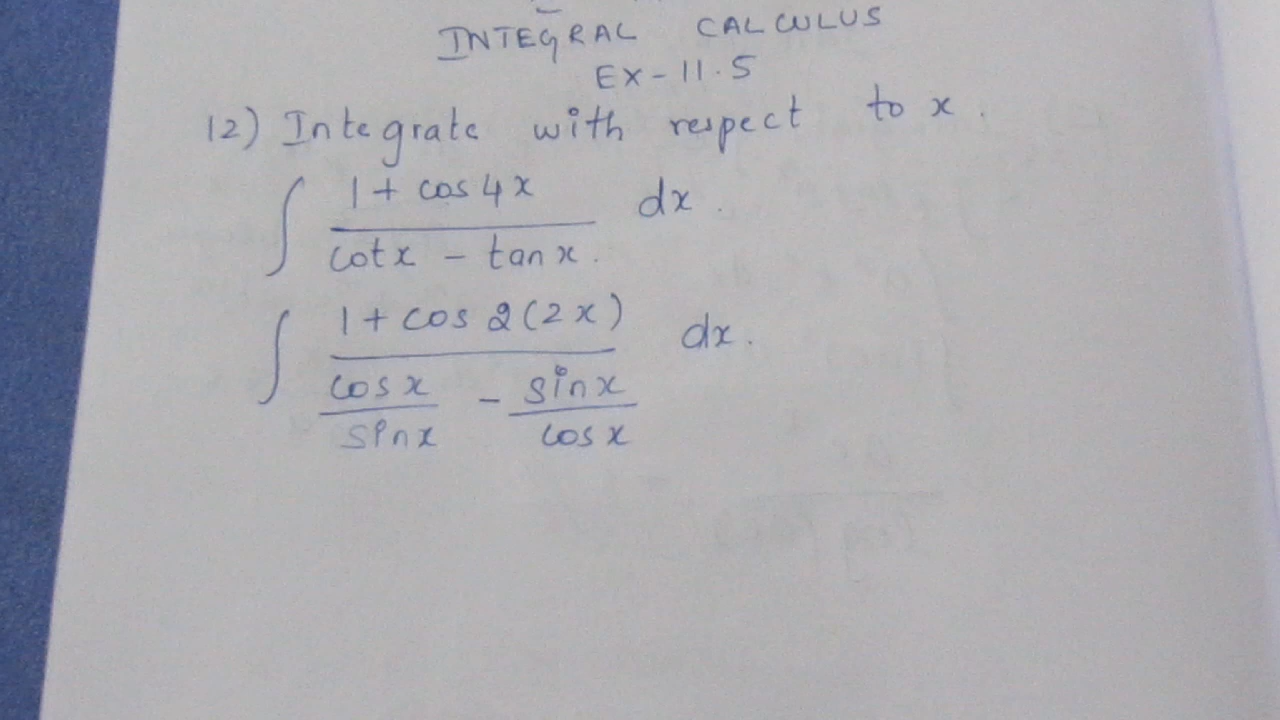 INTEGRAL CALCULUS
EX-11.5
12) Integrate with respect to x.
∫ (1 + cos 4x) / (cot x - tan x) dx.
∫ (1 + cos 2(2x)) / (cos x / sin x - sin x / cos x) dx.